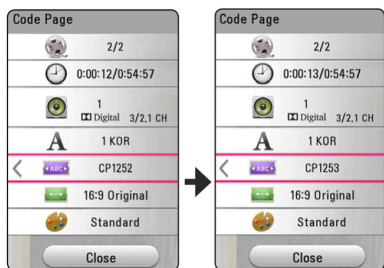 Code Page
2/2
0:00:12/0:54:57
1
Digital 3/2.1 CH
A
1 KOR
ABC
CP1252
16:9 Original
Standard
Close
Code Page
2/2
0:00:13/0:54:57
1
Digital 3/2.1 CH
A
1 KOR
ABC
CP1253
16:9 Original
Standard
Close